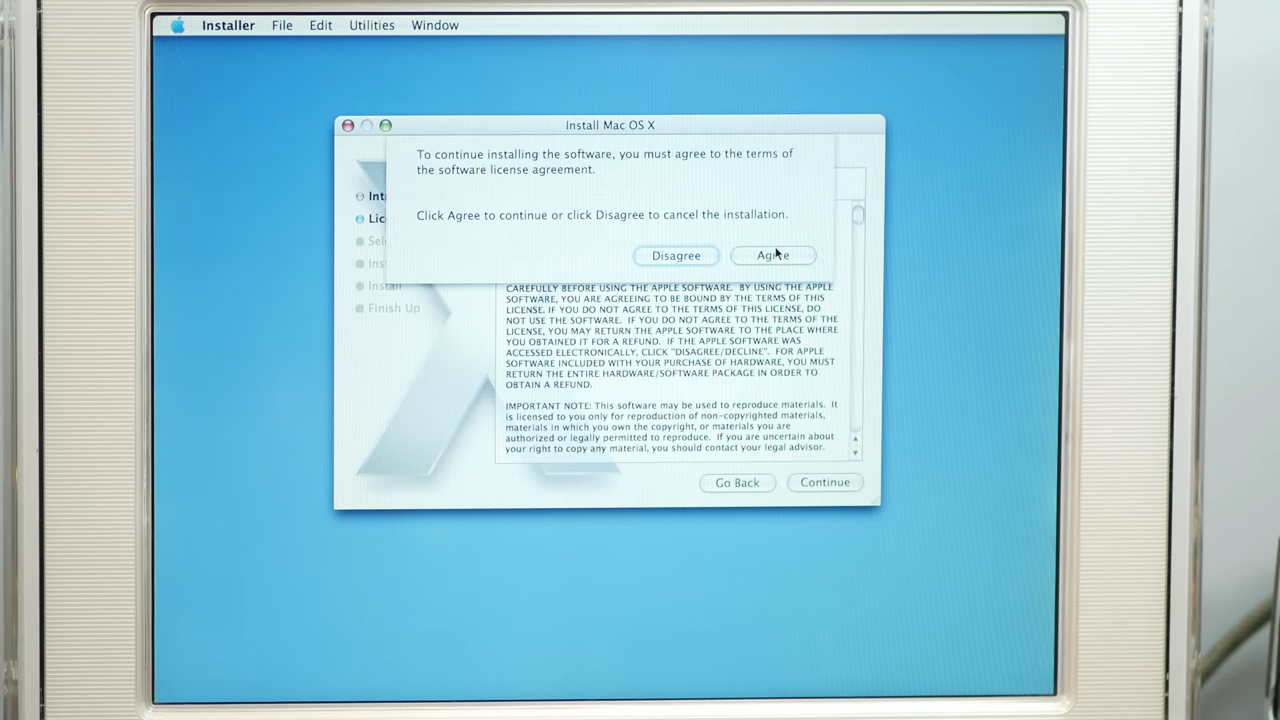 Installer File Edit Utilities Window
Install Mac OS X
To continue installing the software, you must agree to the terms of
the software license agreement.
Click Agree to continue or click Disagree to cancel the installation.
Disagree Agree
Int
Lic
Sel
Ins
Install
Finish Up
CAREFULLY BEFORE USING THE APPLE SOFTWARE. BY USING THE APPLE
SOFTWARE, YOU ARE AGREEING TO BE BOUND BY THE TERMS OF THIS
LICENSE. IF YOU DO NOT AGREE TO THE TERMS OF THIS LICENSE, DO
NOT USE THE SOFTWARE. IF YOU DO NOT AGREE TO THE TERMS OF THE
LICENSE, YOU MAY RETURN THE APPLE SOFTWARE TO THE PLACE WHERE
YOU OBTAINED IT FOR A REFUND. IF THE APPLE SOFTWARE WAS
ACCESSED ELECTRONICALLY, CLICK "DISAGREE/DECLINE". FOR APPLE
SOFTWARE INCLUDED WITH YOUR PURCHASE OF HARDWARE, YOU MUST
RETURN THE ENTIRE HARDWARE/SOFTWARE PACKAGE IN ORDER TO
OBTAIN A REFUND.
IMPORTANT NOTE: This software may be used to reproduce materials. It
is licensed to you only for reproduction of non-copyrighted materials,
materials in which you own the copyright, or materials you are
authorized or legally permitted to reproduce. If you are uncertain about
your right to copy any material, you should contact your legal advisor.
Go Back Continue